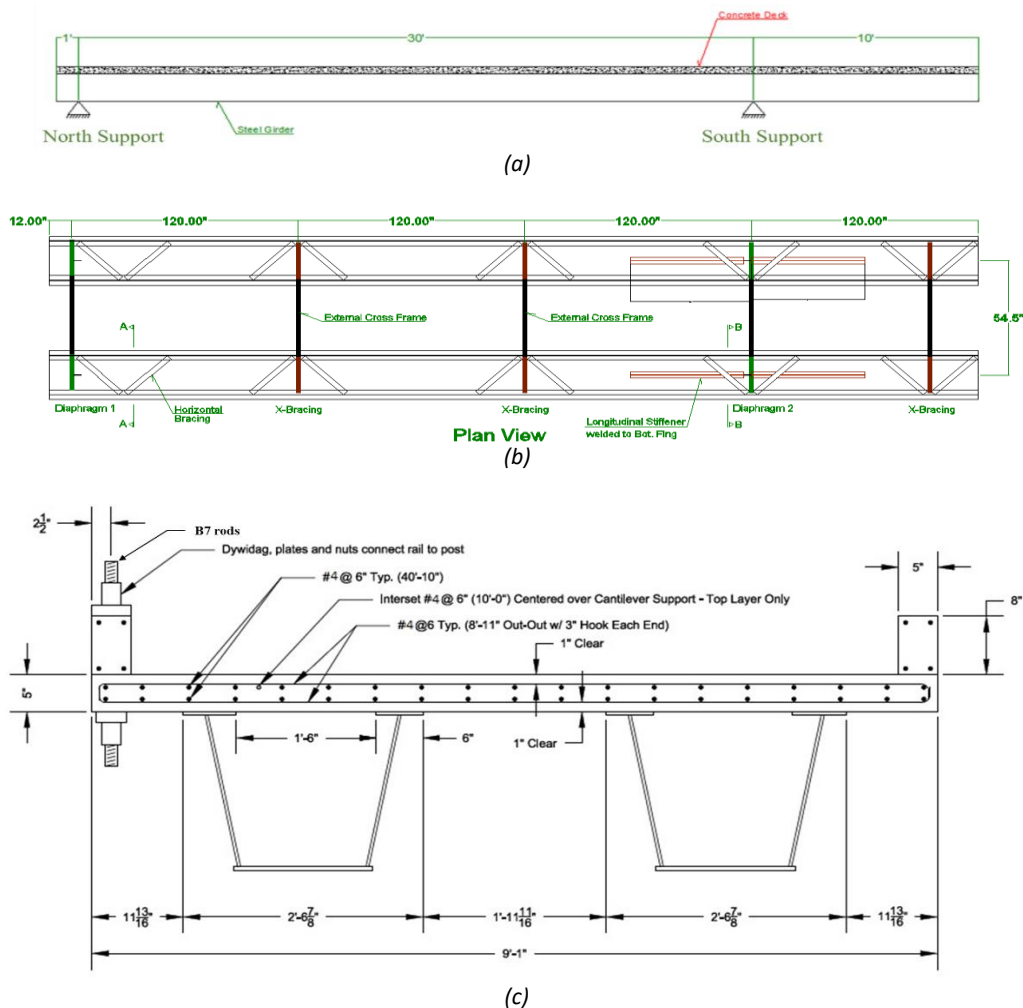 Concrete Deck
1' 30' 10'
North Support
Steel Girder
South Support
(a)
12.00" 120.00" 120.00" 120.00" 120.00"
External Cross Frame
External Cross Frame
54.5"
A
B
Diaphragm 1
Horizontal
Bracing
X-Bracing
X-Bracing
Longitudinal Stiffener
welded to Bot. Flng
Diaphragm 2
X-Bracing
A
B
Plan View
(b)
2 1/2"
B7 rods
Dywidag, plates and nuts connect rail to post
#4 @ 6" Typ. (40'-10")
Interset #4 @ 6" (10'-0") Centered over Cantilever Support - Top Layer Only
#4@6 Typ. (8'-11" Out-Out w/ 3" Hook Each End)
1" Clear
5"
8"
5"
1'-6"
6"
1" Clear
11 13/16" 2'-6 7/8" 1'-11 11/16" 2'-6 7/8" 11 13/16"
9'-1"
(c)